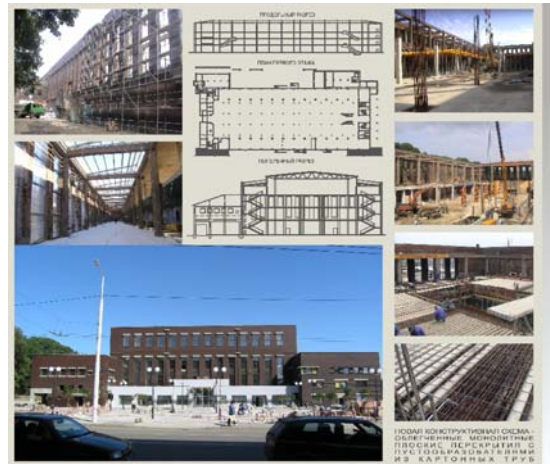 ПРОДОЛЬНЫЙ РАЗРЕЗ
ПЛАН ПЕРВОГО ЭТАЖА
ПОПЕРЕЧНЫЙ РАЗРЕЗ
НОВАЯ КОНСТРУКТИВНАЯ СХЕМА -
ОБЛЕГЧЕННЫЕ МОНОЛИТНЫЕ
ПЛОСКИЕ ПЕРЕКРЫТИЯ С
ПУСТООБРАЗОВАТЕЛЯМИ
ИЗ КАРТОННЫХ ТРУБ